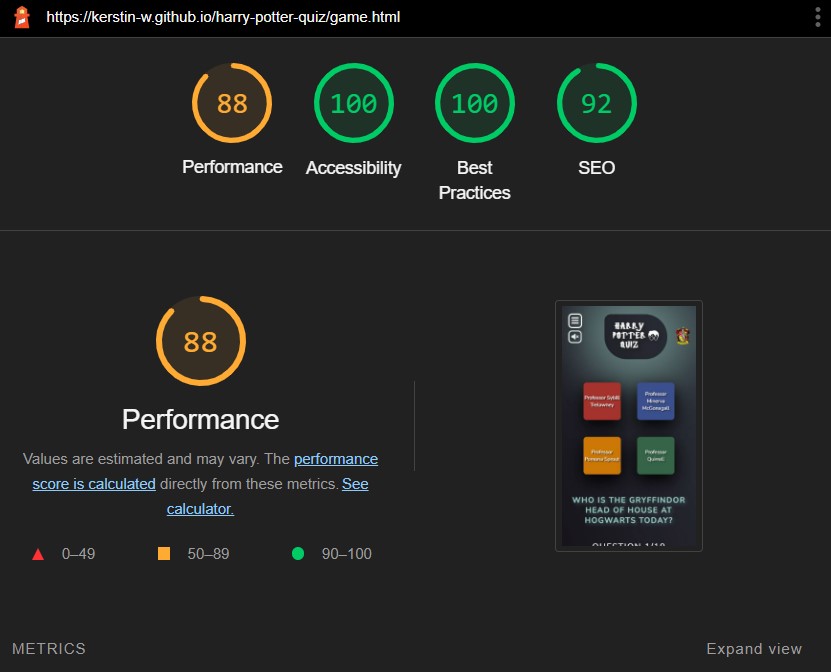 https://kerstin-w.github.io/harry-potter-quiz/game.html
88
100
100
92
Performance
Accessibility
Best
Practices
SEO
88
Performance
Values are estimated and may vary. The performance
score is calculated directly from these metrics. See
calculator.
0–49
50–89
90–100
HARRY
POTTER
QUIZ
Professor Sybill
Trelawney
Professor
Minerva
McGonagall
Professor
Pomona Sprout
Professor
Quirrell
WHO IS THE GRYFFINDOR
HEAD OF HOUSE AT
HOGWARTS TODAY?
QUESTION 1/10
METRICS
Expand view